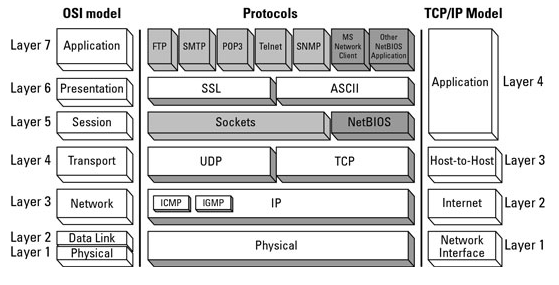 OSI model Protocols TCP/IP Model
Layer 7 Application FTP SMTP POP3 Telnet SNMP MS Network Client Other NetBIOS Application
Layer 6 Presentation SSL ASCII Application Layer 4
Layer 5 Session Sockets NetBIOS
Layer 4 Transport UDP TCP Host-to-Host Layer 3
Layer 3 Network ICMP IGMP IP Internet Layer 2
Layer 2 Data Link
Layer 1 Physical Physical Network Interface Layer 1